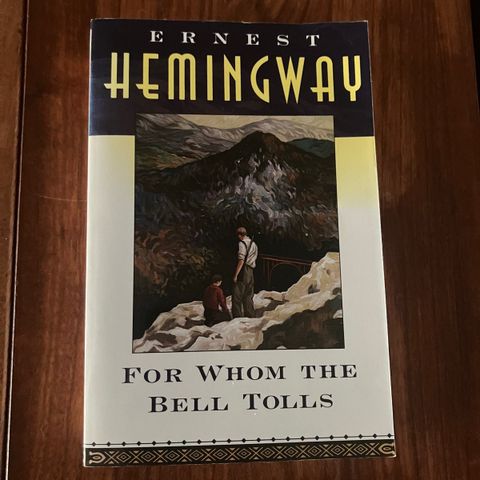 ERNEST
HEMINGWAY
FOR WHOM THE
BELL TOLLS